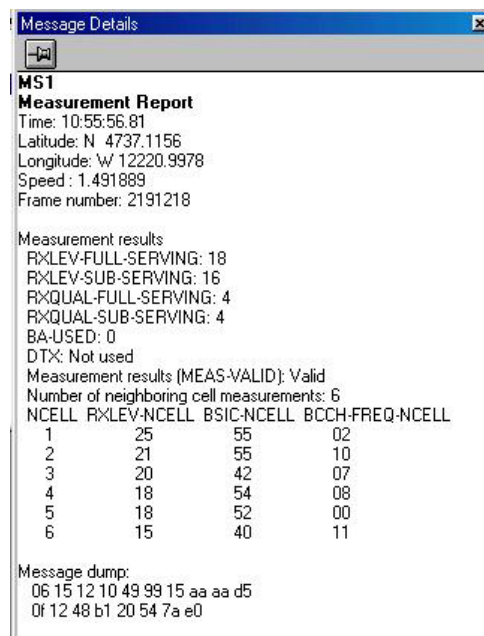 Message Details
MS1
Measurement Report
Time: 10:55:56.81
Latitude: N 4737.1156
Longitude: W 12220.9978
Speed : 1.491889
Frame number: 2191218
Measurement results
RXLEV-FULL-SERVING: 18
RXLEV-SUB-SERVING: 16
RXQUAL-FULL-SERVING: 4
RXQUAL-SUB-SERVING: 4
BA-USED: 0
DTX: Not used
Measurement results (MEAS-VALID): Valid
Number of neighboring cell measurements: 6
NCELL RXLEV-NCELL BSIC-NCELL BCCH-FREQ-NCELL
1 25 55 02
2 21 55 10
3 20 42 07
4 18 54 08
5 18 52 00
6 15 40 11
Message dump:
06 15 12 10 49 99 15 aa aa d5
0f 12 48 b1 20 54 7a e0